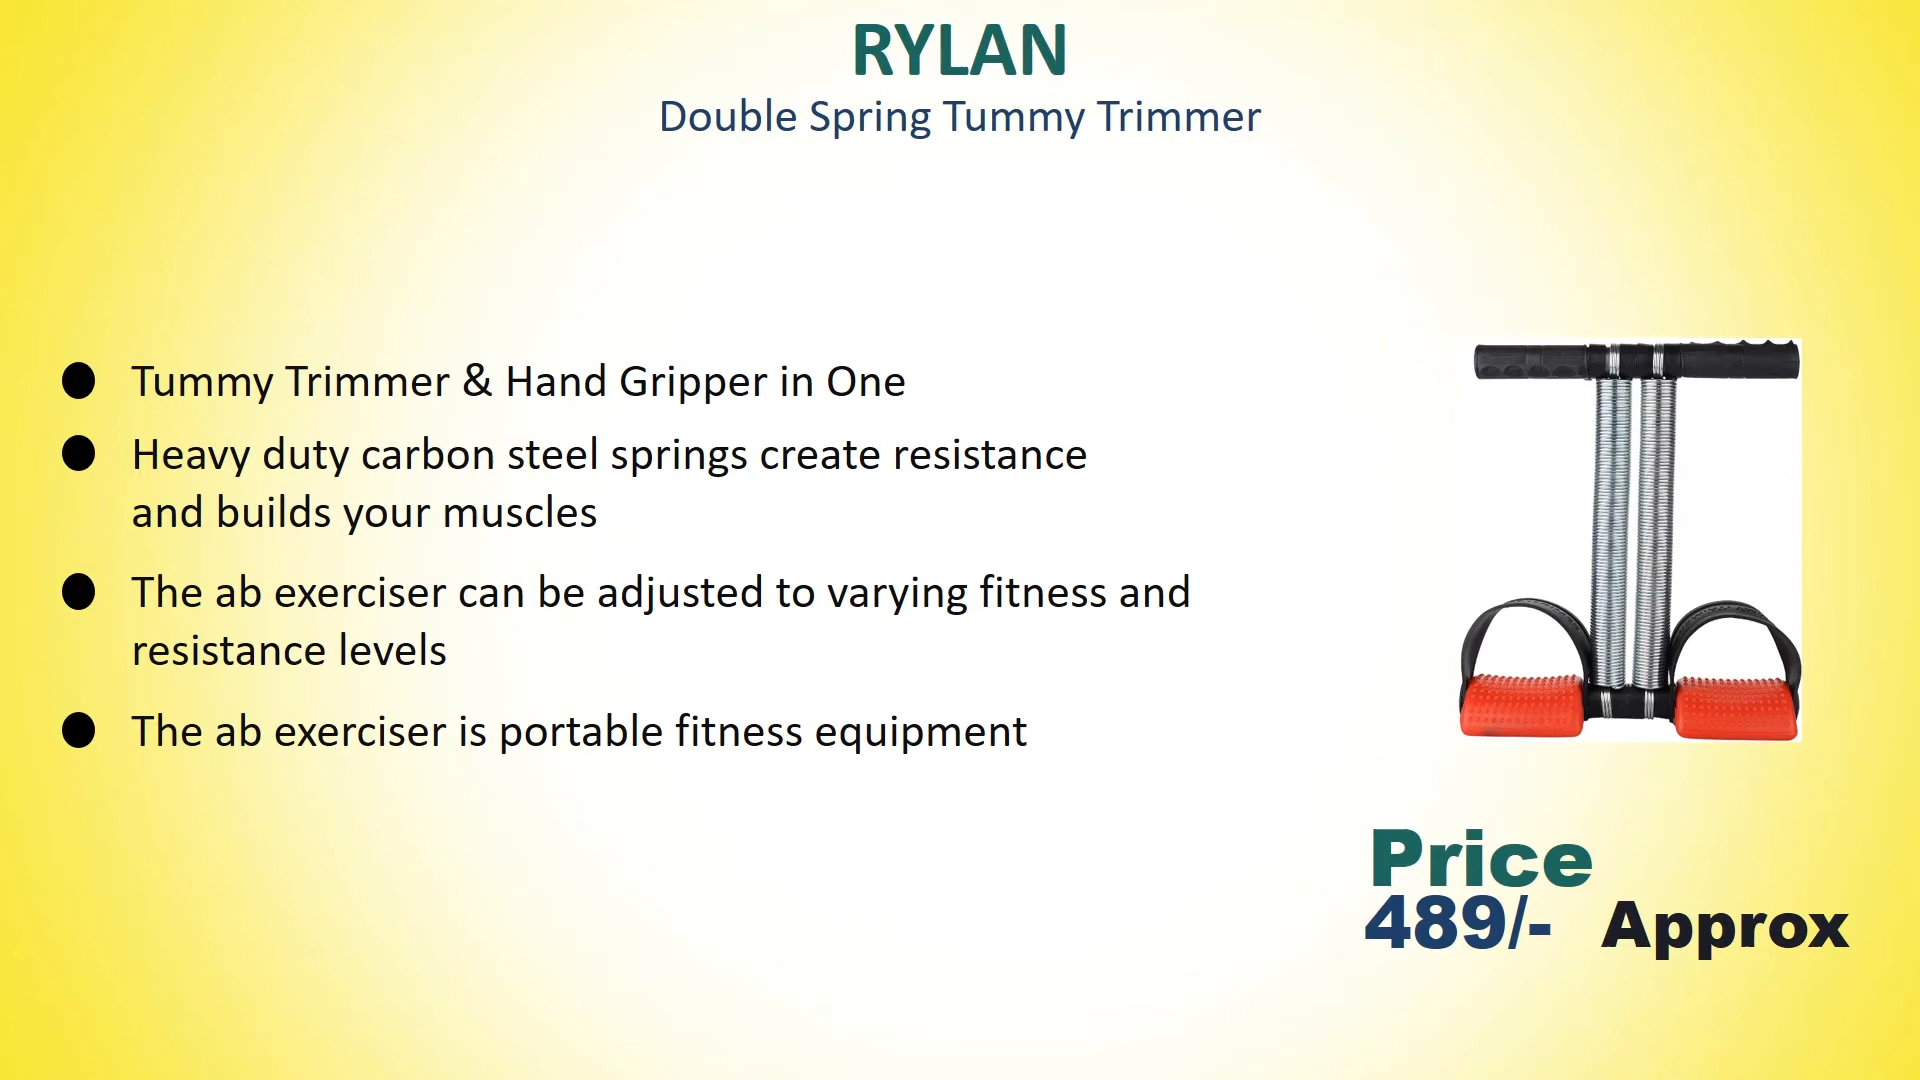 RYLAN
Double Spring Tummy Trimmer
Tummy Trimmer & Hand Gripper in One
Heavy duty carbon steel springs create resistance
and builds your muscles
The ab exerciser can be adjusted to varying fitness and
resistance levels
The ab exerciser is portable fitness equipment
Price
489/- Approx